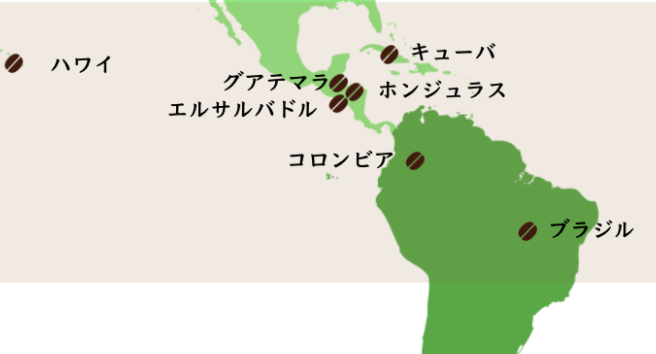 ハワイ
キューバ
グアテマラ
ホンジュラス
エルサルバドル
コロンビア
ブラジル